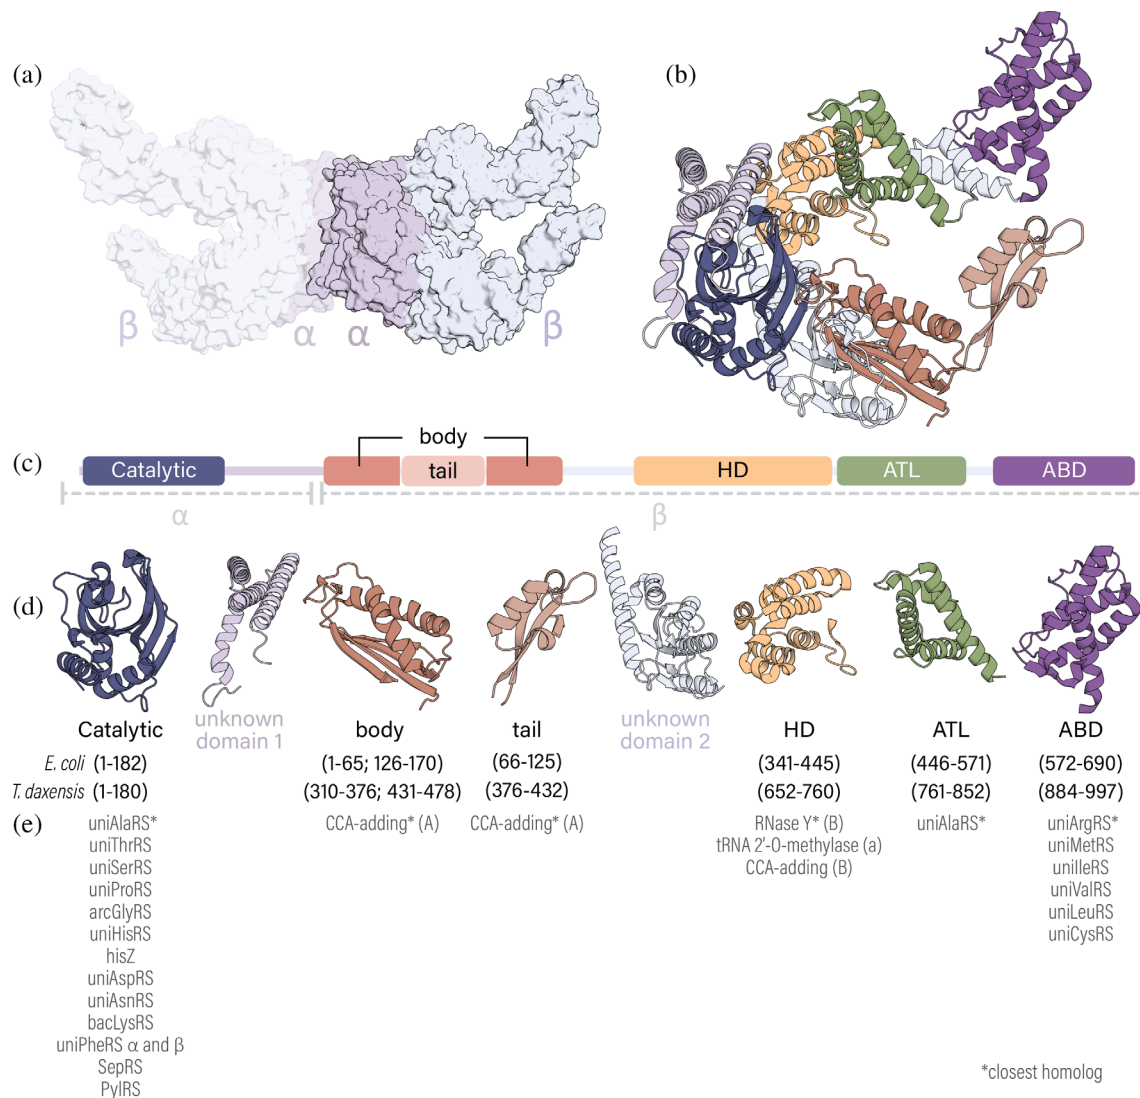 (a)
(b)
β
α
α
β
(c)
body
Catalytic
tail
HD
ATL
ABD
α
β
(d)
Catalytic
unknown
domain 1
body
tail
unknown
domain 2
HD
ATL
ABD
E. coli (1-182) (1-65; 126-170) (66-125) (341-445) (446-571) (572-690)
T. daxensis (1-180) (310-376; 431-478) (376-432) (652-760) (761-852) (884-997)
(e)
uniAlaRS*
uniThrRS
uniSerRS
uniProRS
arcGlyRS
uniHisRS
hisZ
uniAspRS
uniAsnRS
bacLysRS
uniPheRS α and β
SepRS
PylRS
CCA-adding* (A)
CCA-adding* (A)
RNase Y* (B)
tRNA 2'-O-methylase (a)
CCA-adding (B)
uniAlaRS*
uniArgRS*
uniMetRS
uniIleRS
uniValRS
uniLeuRS
uniCysRS
*closest homolog